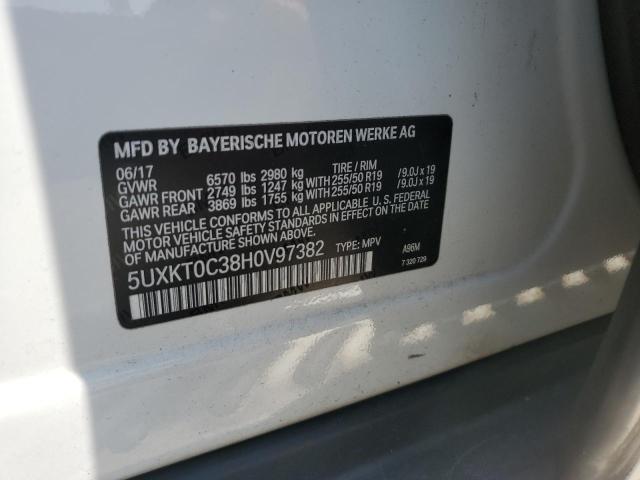 MFD BY BAYERISCHE MOTOREN WERKE AG
06/17 TIRE / RIM
GVWR 6570 lbs 2980 kg
GAWR FRONT 2749 lbs 1247 kg WITH 255/50 R19 /9.0J x 19
GAWR REAR 3869 lbs 1755 kg WITH 255/50 R19 /9.0J x 19
THIS VEHICLE CONFORMS TO ALL APPLICABLE U. S. FEDERAL
MOTOR VEHICLE SAFETY STANDARDS IN EFFECT ON THE DATE
OF MANUFACTURE SHOWN ABOVE.
5UXKT0C38H0V97382 TYPE: MPV A96M
7 320 729